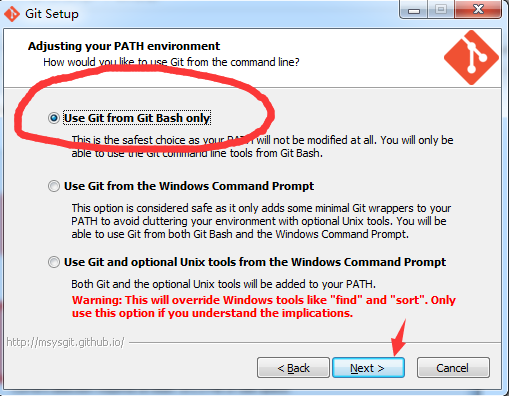 Git Setup
Adjusting your PATH environment
How would you like to use Git from the command line?
Use Git from Git Bash only
This is the safest choice as your PATH will not be modified at all. You will only be
able to use the Git command line tools from Git Bash.
Use Git from the Windows Command Prompt
This option is considered safe as it only adds some minimal Git wrappers to your
PATH to avoid cluttering your environment with optional Unix tools. You will be
able to use Git from both Git Bash and the Windows Command Prompt.
Use Git and optional Unix tools from the Windows Command Prompt
Both Git and the optional Unix tools will be added to your PATH.
Warning: This will override Windows tools like "find" and "sort". Only
use this option if you understand the implications.
http://msysgit.github.io/
< Back Next > Cancel